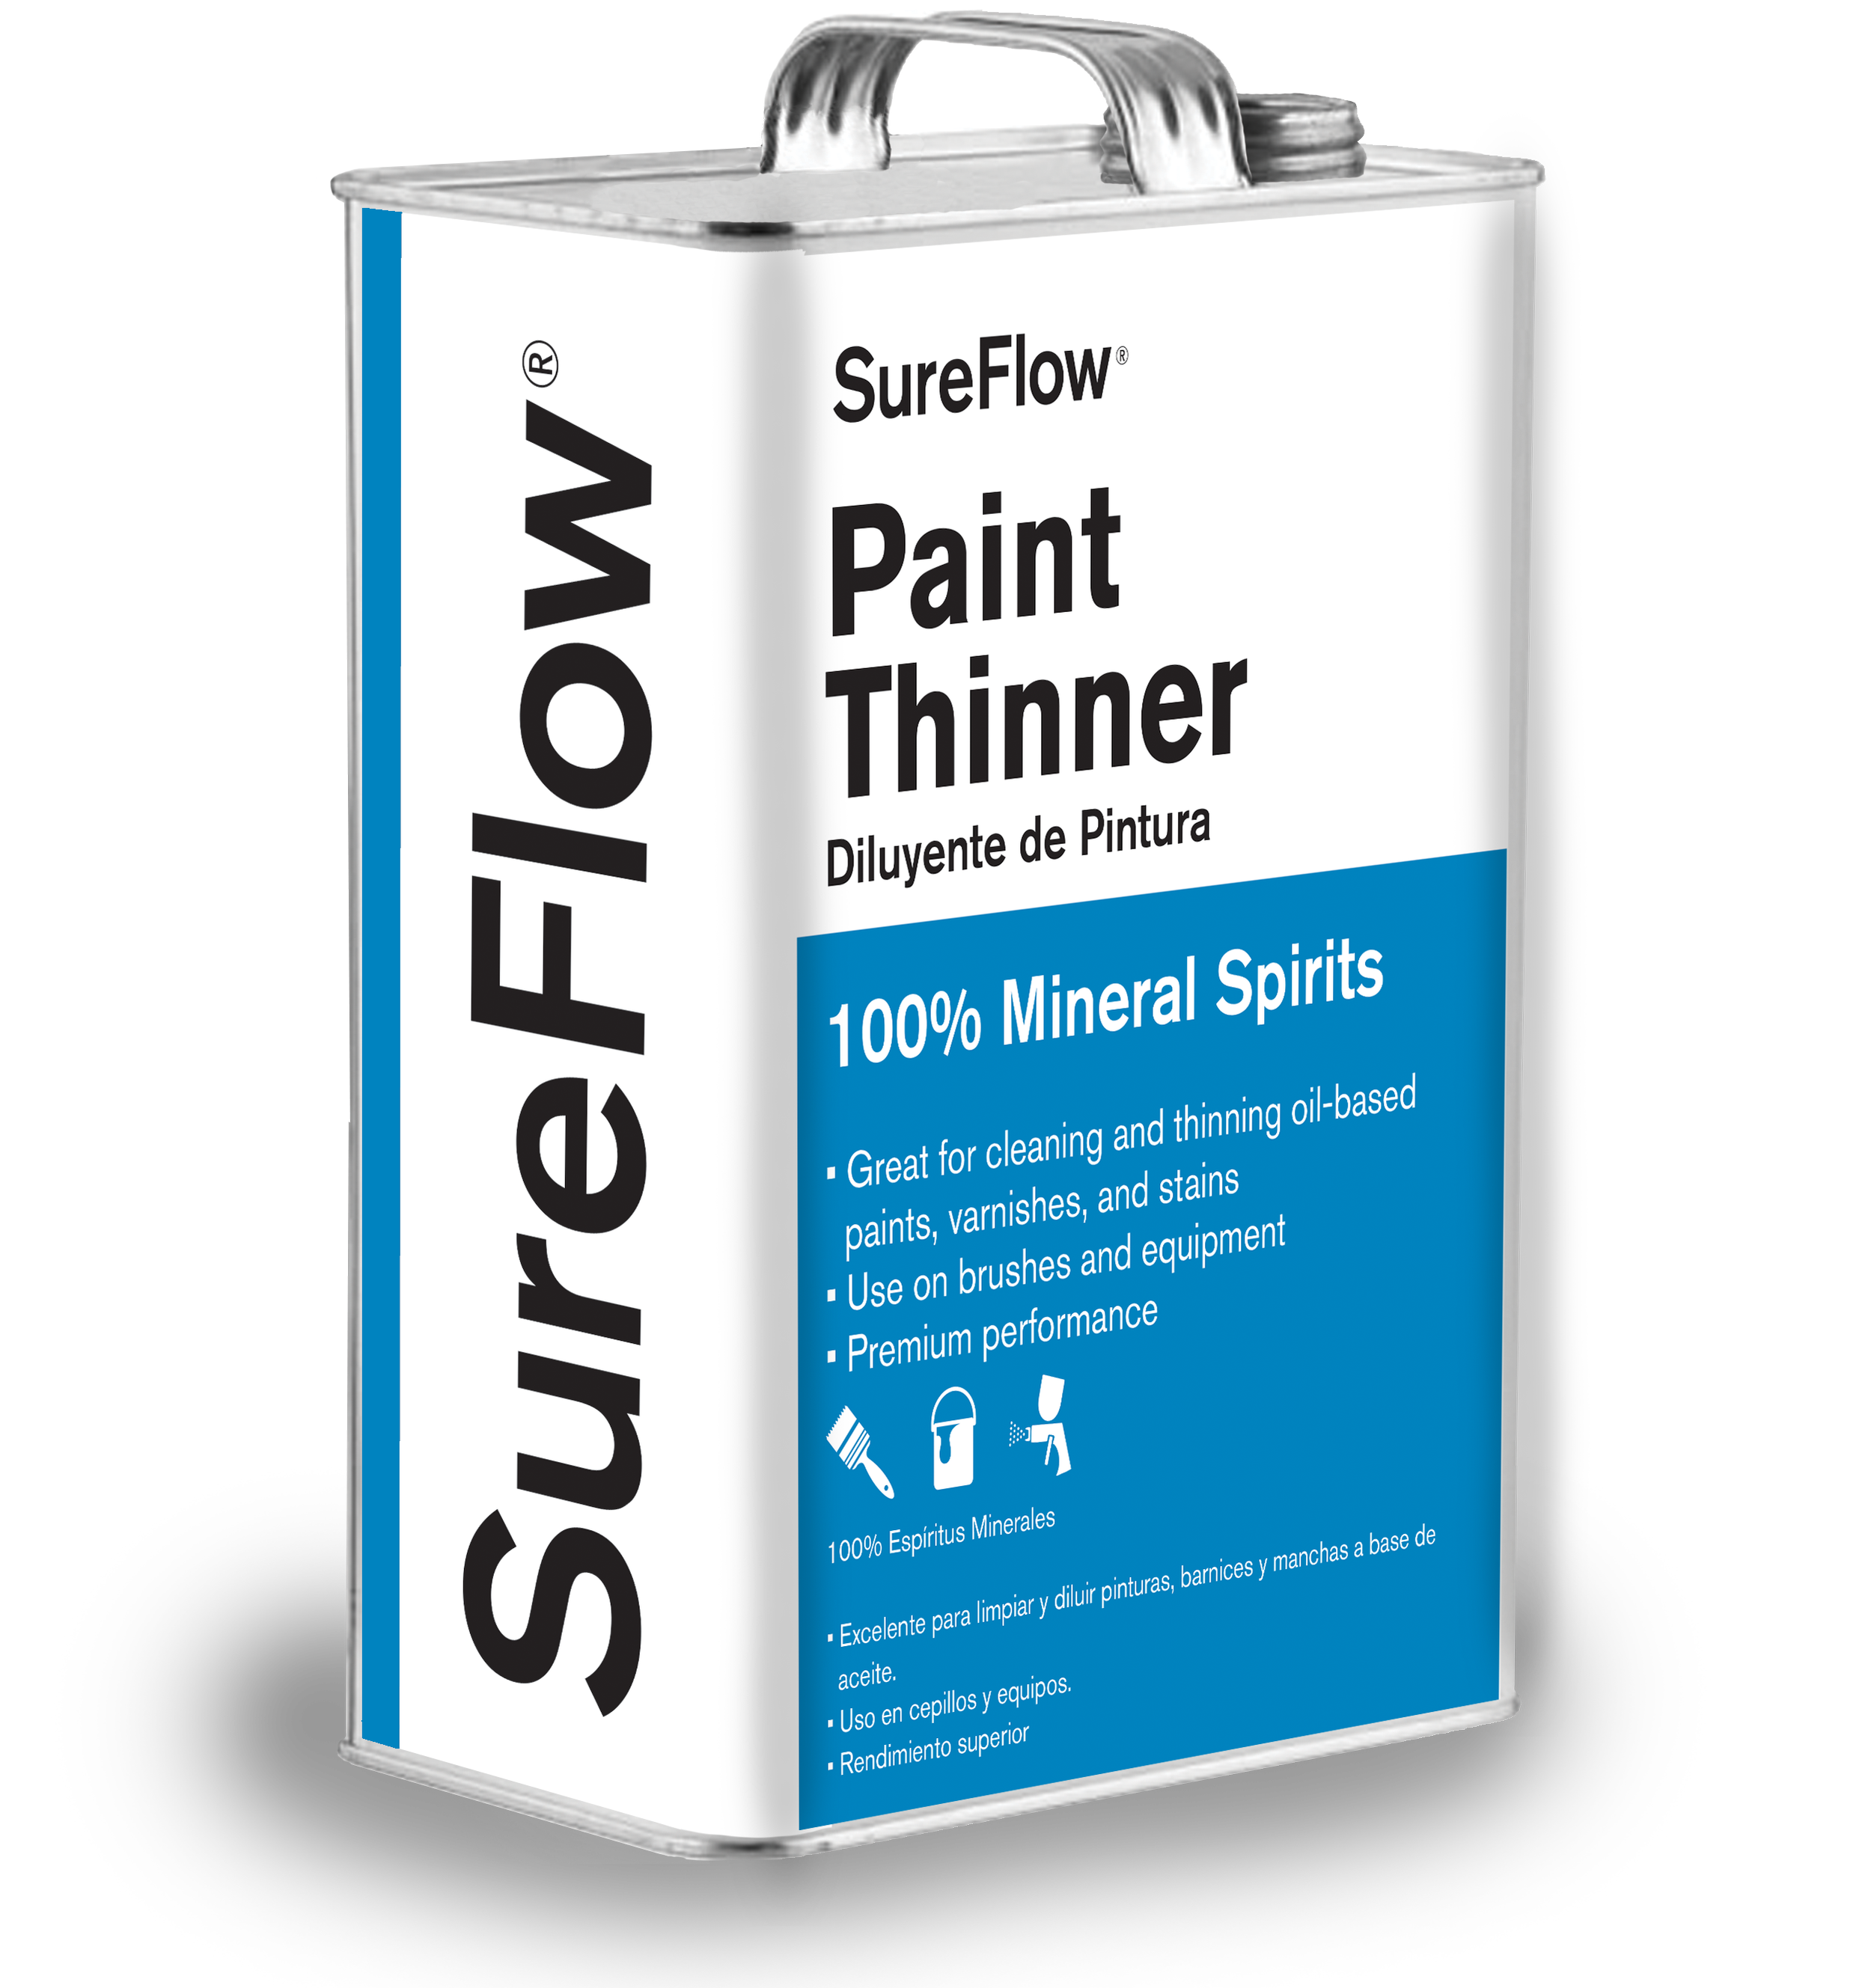 SureFlow®
SureFlow®
Paint
Thinner
Diluyente de Pintura
100% Mineral Spirits
▪ Great for cleaning and thinning oil-based
paints, varnishes, and stains
▪ Use on brushes and equipment
▪ Premium performance
100% Espíritus Minerales
▪ Excelente para limpiar y diluir pinturas, barnices y manchas a base de
aceite.
▪ Uso en cepillos y equipos.
▪ Rendimiento superior